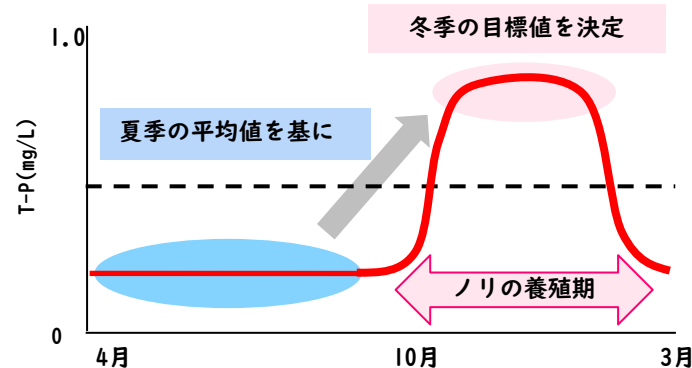 1.0
冬季の目標値を決定
夏季の平均値を基に
T-P(mg/L)
ノリの養殖期
0
4月
10月
3月